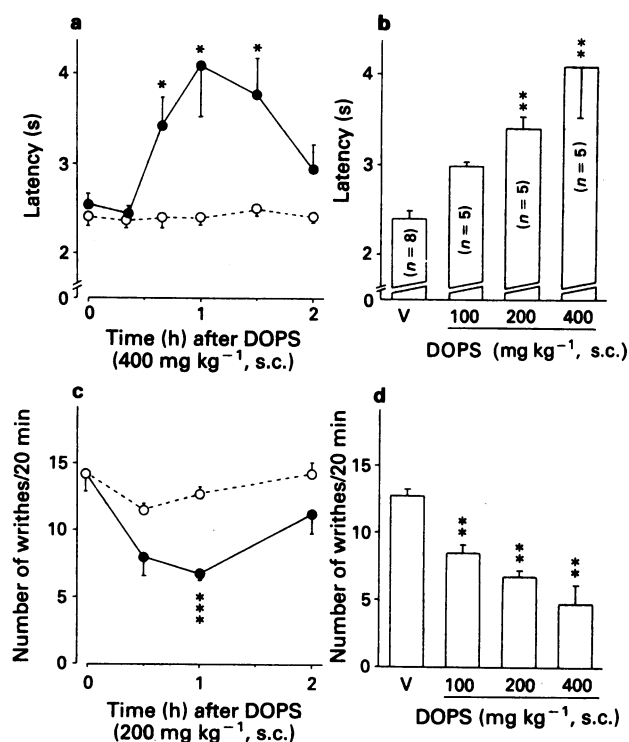 a
Latency (s)
4
3
2
0
*
*
*
0
1
2
Time (h) after DOPS
(400 mg kg⁻¹, s.c.)
b
Latency (s)
4
3
2
0
**
**
(n = 8)
(n = 5)
(n = 5)
(n = 5)
V
100
200
400
DOPS (mg kg⁻¹, s.c.)
c
Number of writhes/20 min
15
10
5
0
***
0
1
2
Time (h) after DOPS
(200 mg kg⁻¹, s.c.)
d
Number of writhes/20 min
15
10
5
0
**
**
**
V
100
200
400
DOPS (mg kg⁻¹, s.c.)